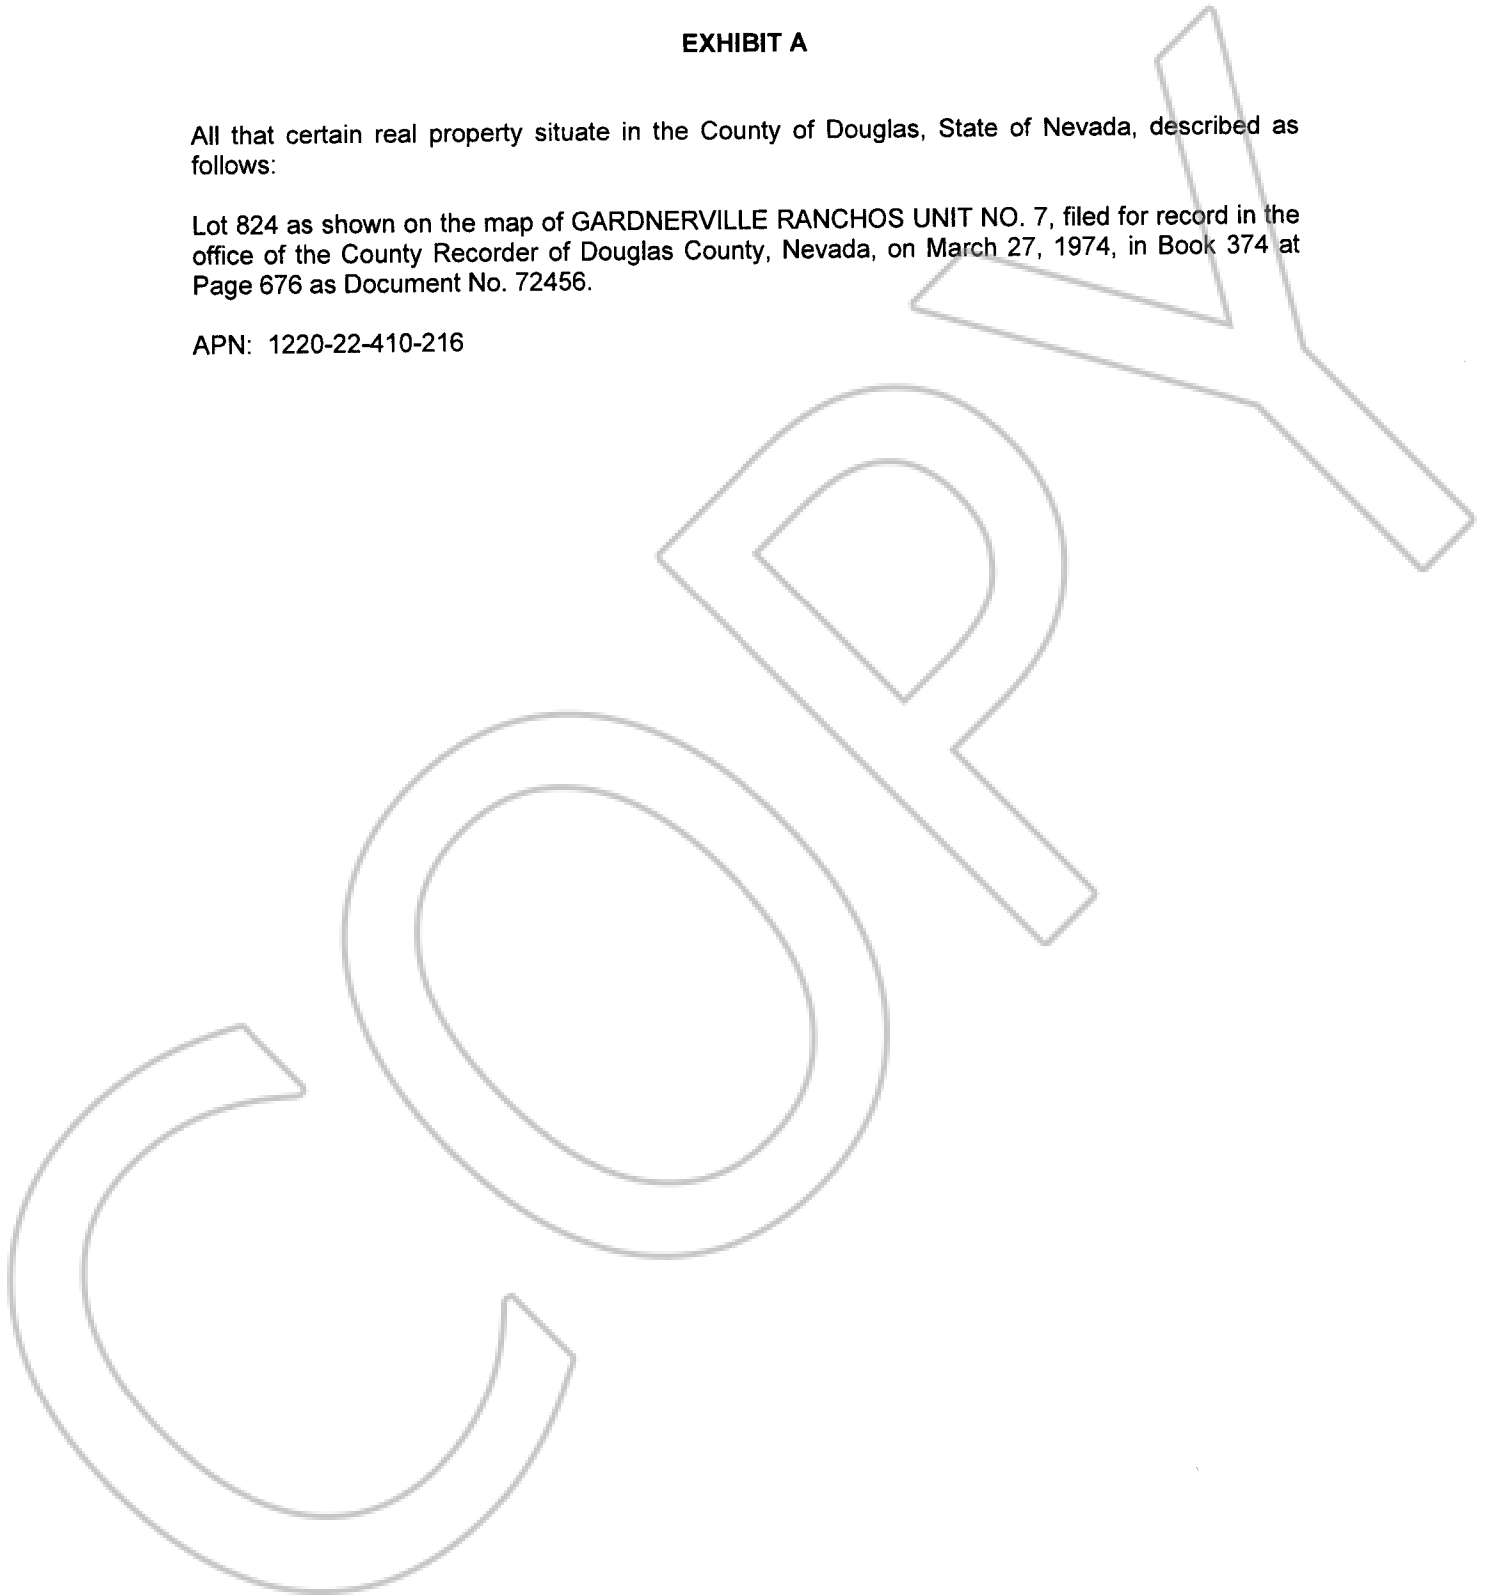 EXHIBIT A
All that certain real property situate in the County of Douglas, State of Nevada, described as
follows:
Lot 824 as shown on the map of GARDNERVILLE RANCHOS UNIT NO. 7, filed for record in the
office of the County Recorder of Douglas County, Nevada, on March 27, 1974, in Book 374 at
Page 676 as Document No. 72456.
APN: 1220-22-410-216
COPY